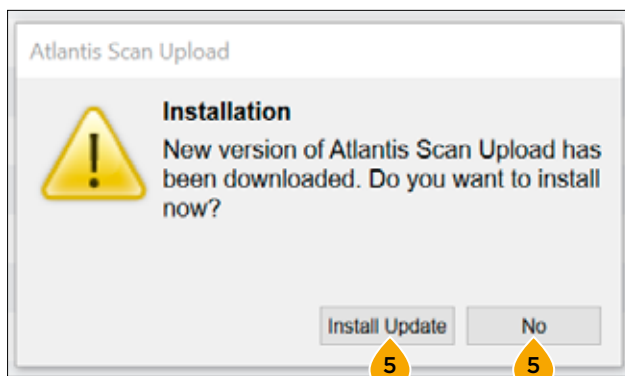 Atlantis Scan Upload
Installation
New version of Atlantis Scan Upload has
been downloaded. Do you want to install
now?
Install Update No
5 5